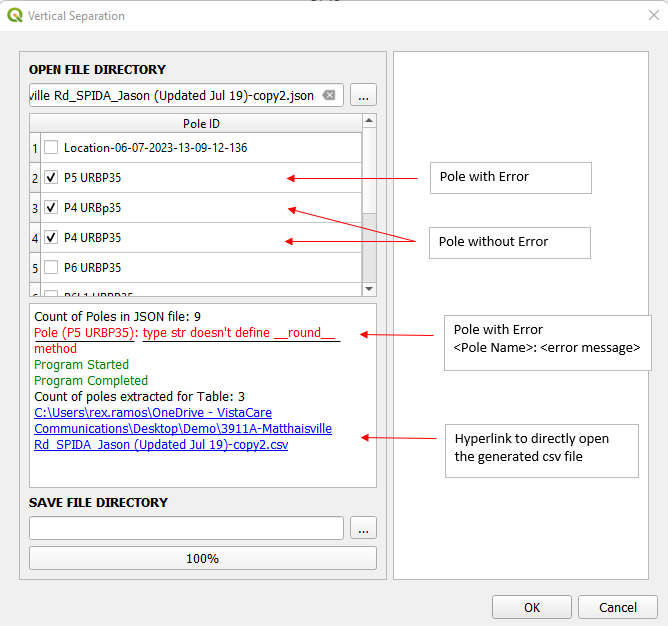 Vertical Separation
OPEN FILE DIRECTORY
ville Rd_SPIDA_Jason (Updated Jul 19)-copy2.json
...
Pole ID
1 Location-06-07-2023-13-09-12-136
2 P5 URBP35
3 P4 URBp35
4 P4 URBP35
5 P6 URBP35
Pole with Error
Pole without Error
Count of Poles in JSON file: 9
Pole (P5 URBP35): type str doesn't define __round__
method
Program Started
Program Completed
Count of poles extracted for Table: 3
C:\Users\rex.ramos\OneDrive - VistaCare
Communications\Desktop\Demo\3911A-Matthaisville
Rd_SPIDA_Jason (Updated Jul 19)-copy2.csv
Pole with Error
<Pole Name>: <error message>
Hyperlink to directly open
the generated csv file
SAVE FILE DIRECTORY
...
100%
OK
Cancel